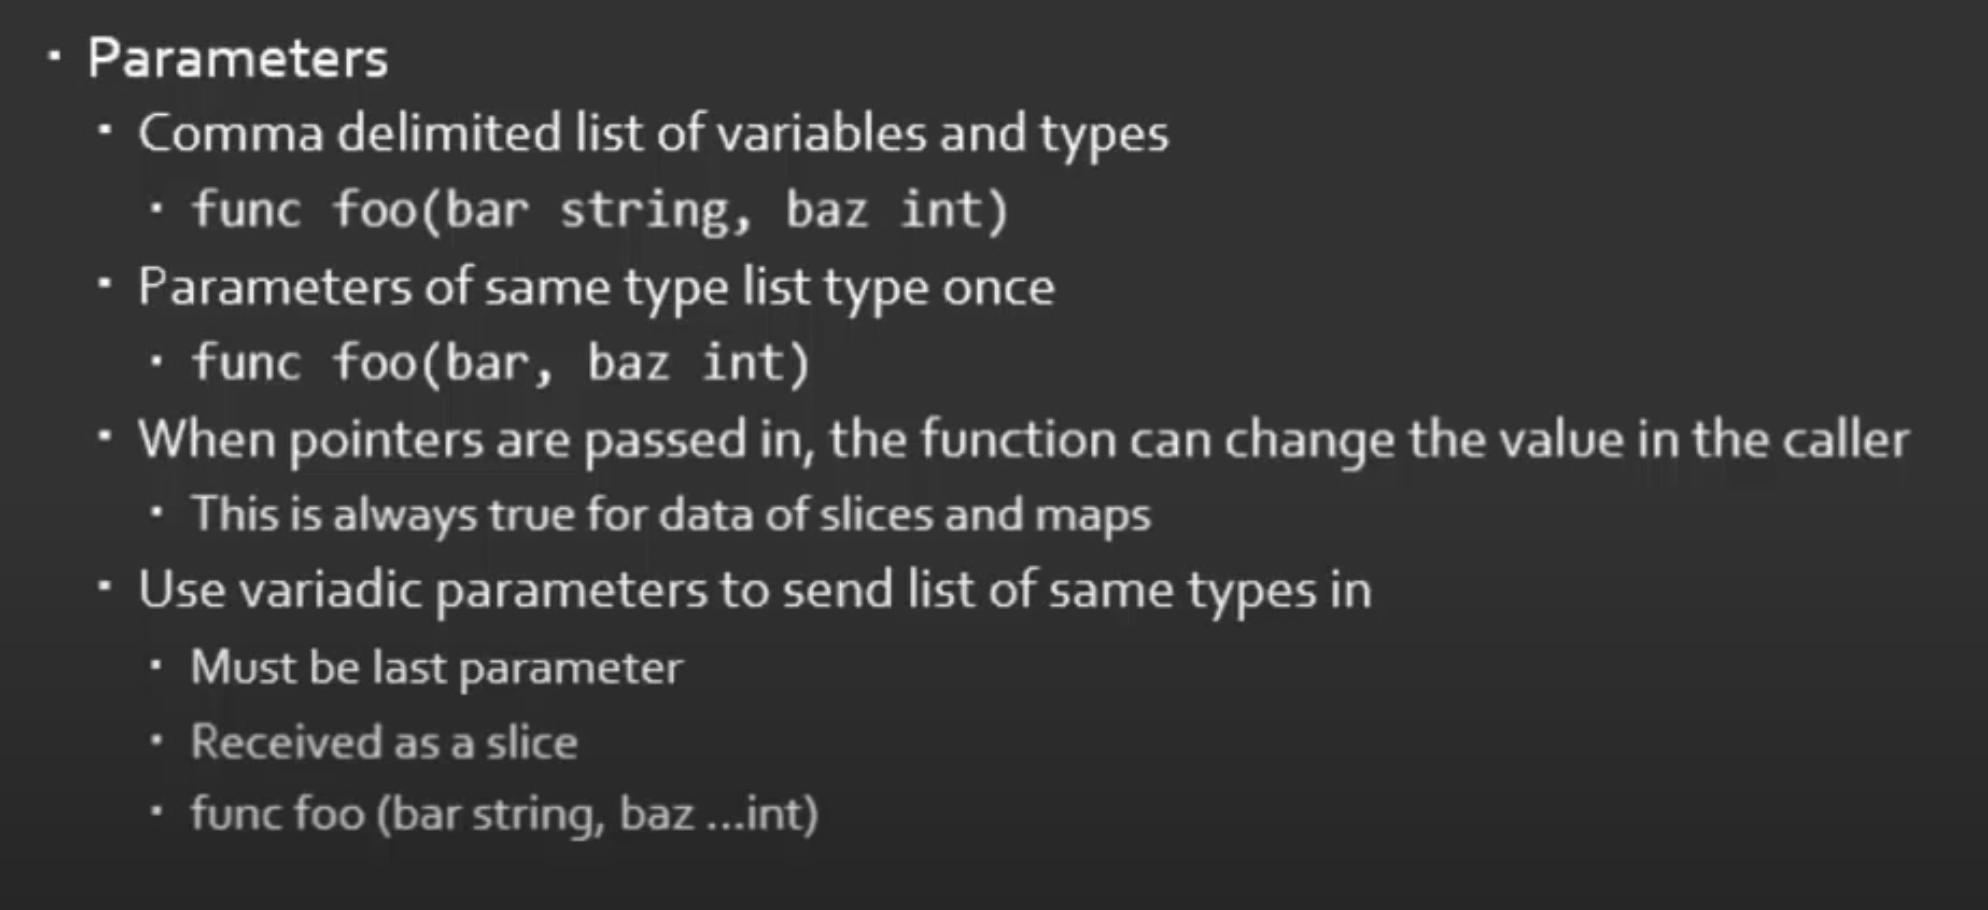 Parameters
Comma delimited list of variables and types
func foo(bar string, baz int)
Parameters of same type list type once
func foo(bar, baz int)
When pointers are passed in, the function can change the value in the caller
This is always true for data of slices and maps
Use variadic parameters to send list of same types in
Must be last parameter
Received as a slice
func foo (bar string, baz ...int)